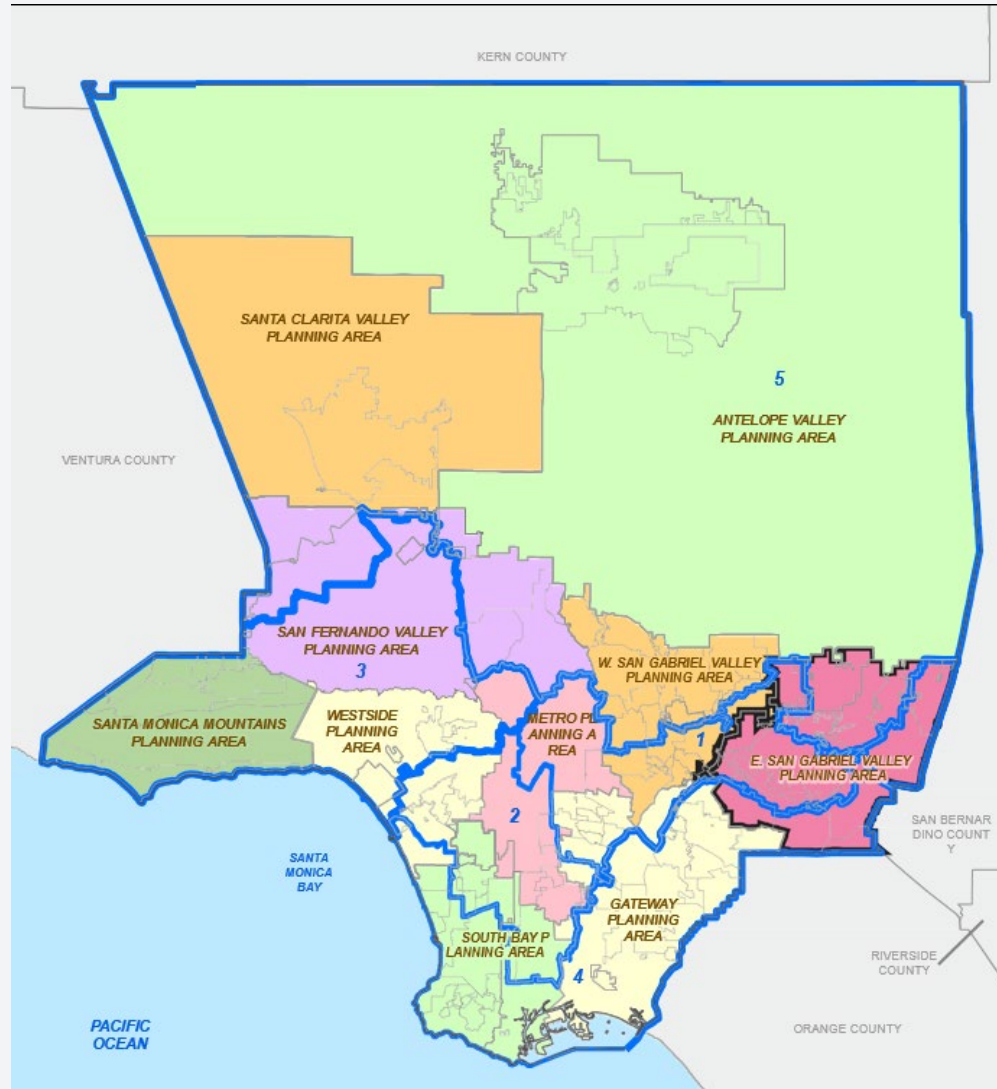 KERN COUNTY
SANTA CLARITA VALLEY
PLANNING AREA
5
ANTELOPE VALLEY
PLANNING AREA
VENTURA COUNTY
SAN FERNANDO VALLEY
PLANNING AREA
3
W. SAN GABRIEL VALLEY
PLANNING AREA
SANTA MONICA MOUNTAINS
PLANNING AREA
WESTSIDE
PLANNING
AREA
METRO PL
ANNING A
REA
1
E. SAN GABRIEL VALLEY
PLANNING AREA
2
SAN BERNAR
DINO COUNT
Y
SANTA
MONICA
BAY
GATEWAY
PLANNING
AREA
SOUTH BAY P
LANNING AREA
4
RIVERSIDE
COUNTY
PACIFIC
OCEAN
ORANGE COUNTY